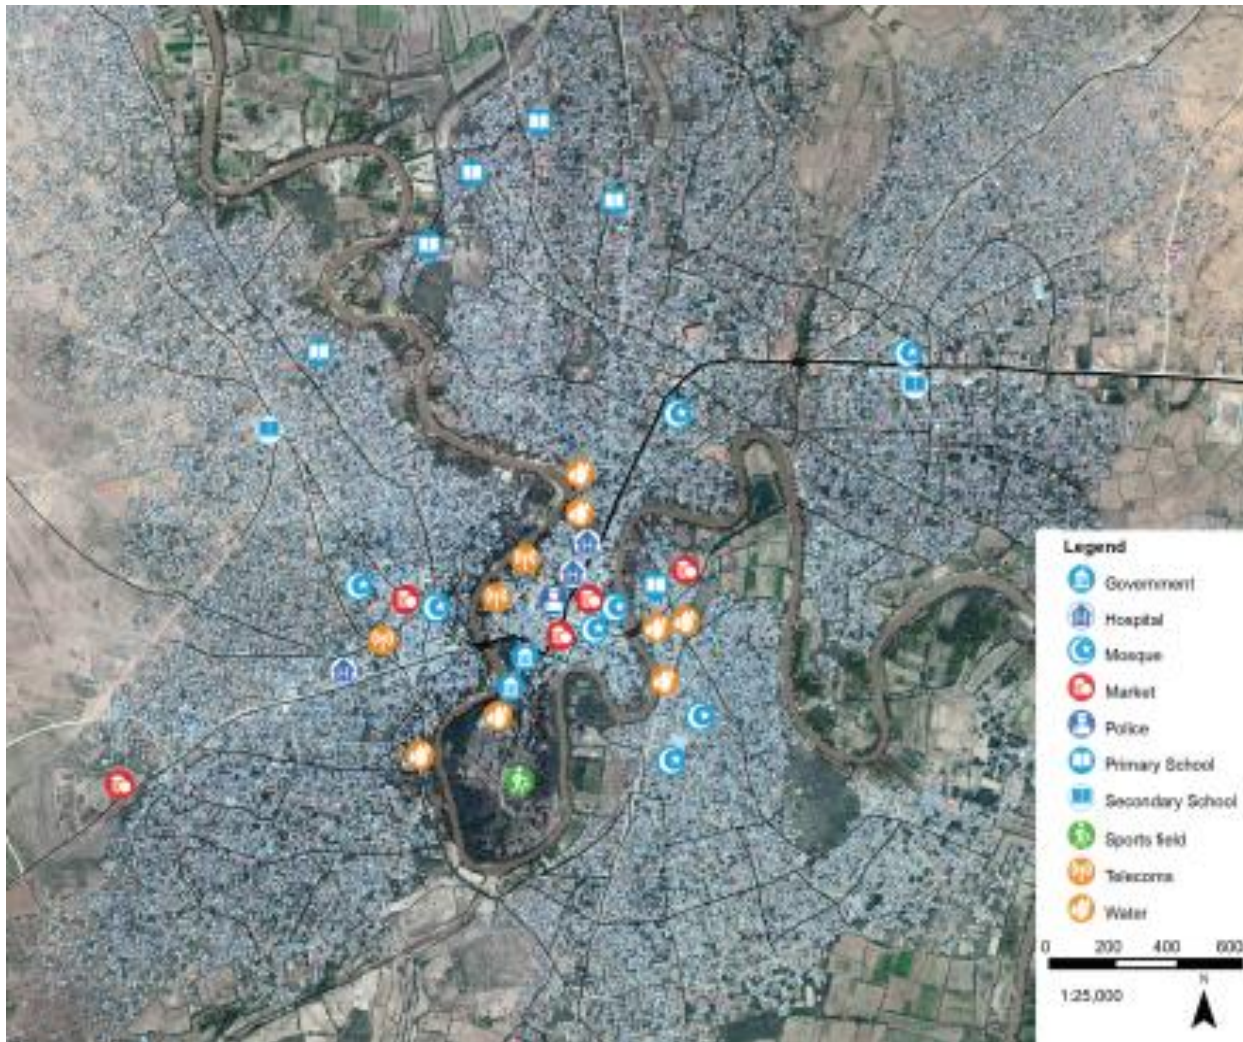 Legend
Government
Hospital
Mosque
Market
Police
Primary School
Secondary School
Sports field
Telecoms
Water
0 200 400 600
1:25,000
N